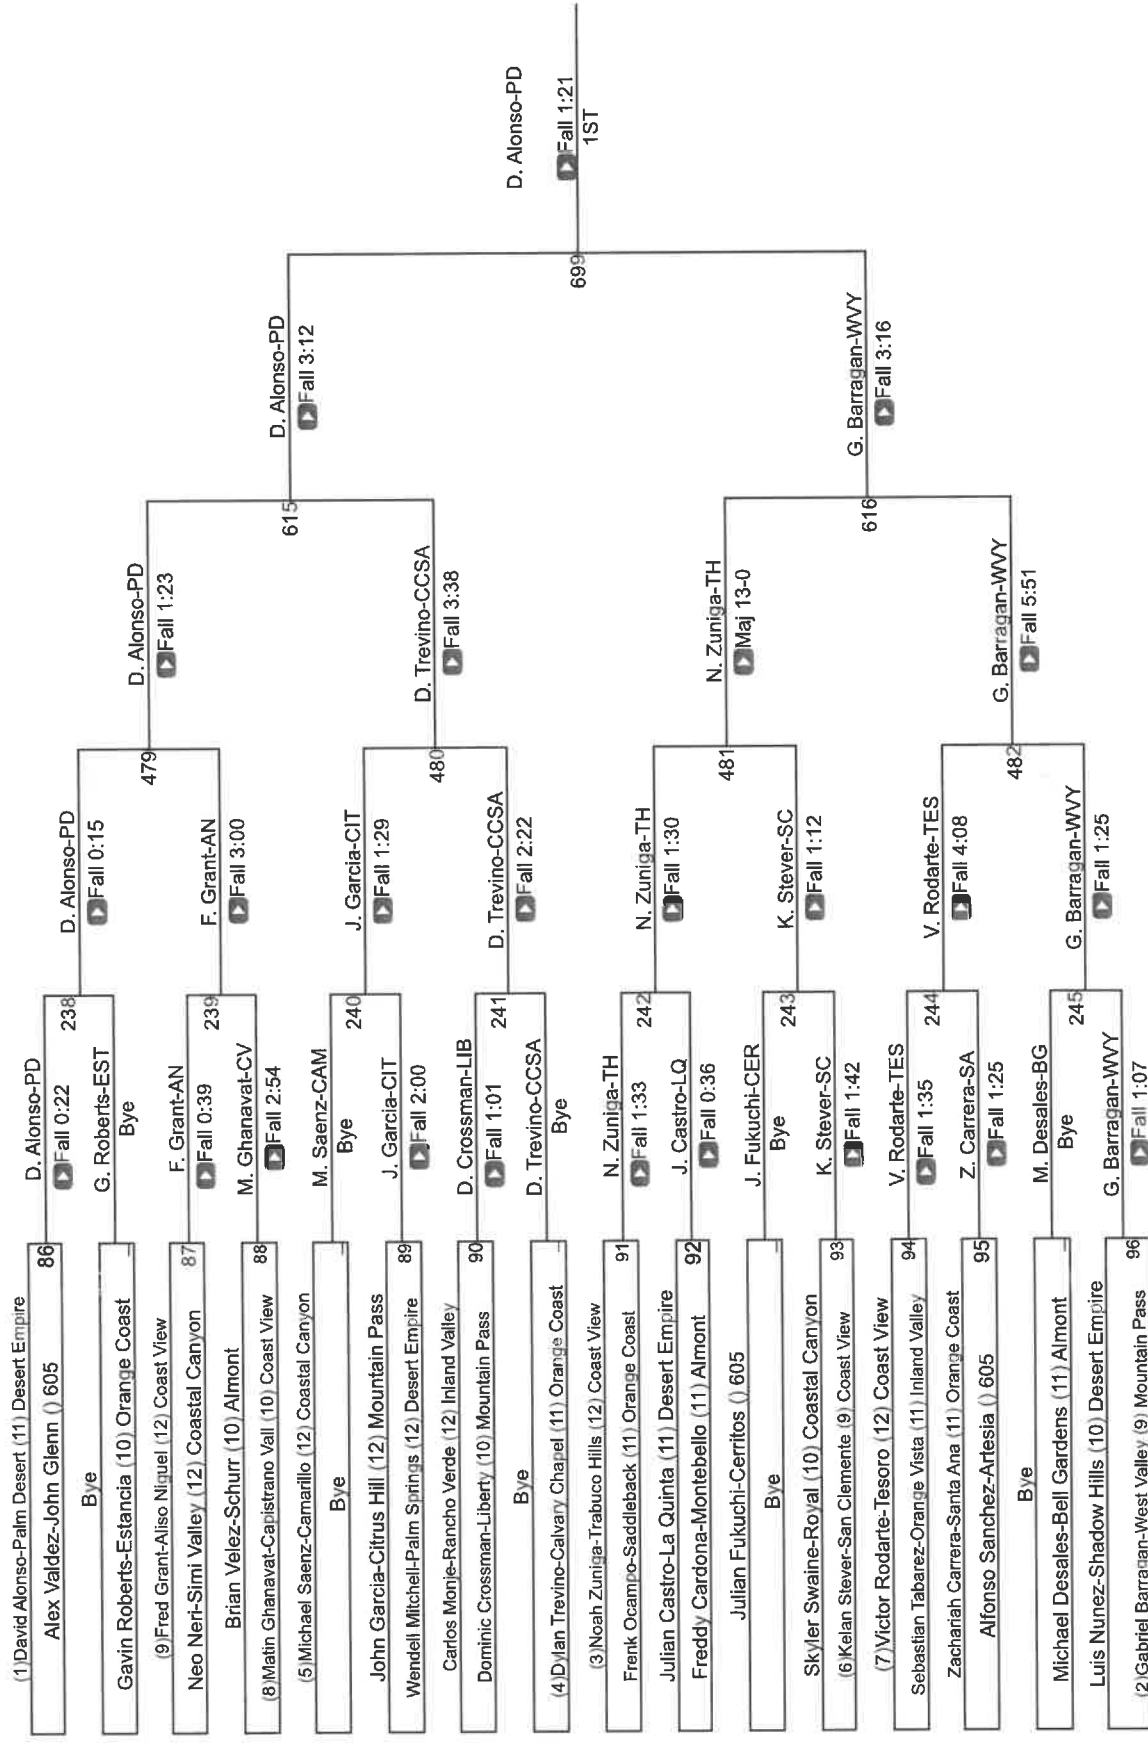 (1)David Alonso-Palm Desert (11) Desert Empire
86
Alex Valdez-John Glenn () 605
Bye
Gavin Roberts-Estancia (10) Orange Coast
(9)Fred Grant-Aliso Niguel (12) Coast View
87
Neo Neri-Simi Valley (12) Coastal Canyon
Brian Velez-Schurr (10) Almont
88
(8)Matin Ghanavat-Capistrano Vall (10) Coast View
(5)Michael Saenz-Camarillo (12) Coastal Canyon
Bye
John Garcia-Citrus Hill (12) Mountain Pass
89
Wendell Mitchell-Palm Springs (12) Desert Empire
Carlos Monje-Rancho Verde (12) Inland Valley
90
Dominic Crossman-Liberty (10) Mountain Pass
Bye
(4)Dylan Trevino-Calvary Chapel (11) Orange Coast
(3)Noah Zuniga-Trabuco Hills (12) Coast View
91
Frenk Ocampo-Saddleback (11) Orange Coast
Julian Castro-La Quinta (11) Desert Empire
92
Freddy Cardona-Montebello (11) Almont
Julian Fukuchi-Cerritos () 605
Bye
Skyler Swaine-Royal (10) Coastal Canyon
93
(6)Kelan Stever-San Clemente (9) Coast View
(7)Victor Rodarte-Tesoro (12) Coast View
94
Sebastian Tabarez-Orange Vista (11) Inland Valley
Zachariah Carrera-Santa Ana (11) Orange Coast
95
Alfonso Sanchez-Artesia () 605
Bye
Michael Desales-Bell Gardens (11) Almont
Luis Nunez-Shadow Hills (10) Desert Empire
96
(2)Gabriel Barragan-West Valley (9) Mountain Pass
D. Alonso-PD
Fall 0:22
238
G. Roberts-EST
Bye
F. Grant-AN
Fall 0:39
239
M. Ghanavat-CV
Fall 2:54
M. Saenz-CAM
Bye
240
J. Garcia-CIT
Fall 2:00
D. Crossman-LIB
Fall 1:01
241
D. Trevino-CCSA
Bye
N. Zuniga-TH
Fall 1:33
242
J. Castro-LQ
Fall 0:36
J. Fukuchi-CER
Bye
243
K. Stever-SC
Fall 1:42
V. Rodarte-TES
Fall 1:35
244
Z. Carrera-SA
Fall 1:25
M. Desales-BG
Bye
245
G. Barragan-WVY
Fall 1:07
D. Alonso-PD
Fall 0:15
479
F. Grant-AN
Fall 3:00
J. Garcia-CIT
Fall 1:29
480
D. Trevino-CCSA
Fall 2:22
N. Zuniga-TH
Fall 1:30
481
K. Stever-SC
Fall 1:12
V. Rodarte-TES
Fall 4:08
482
G. Barragan-WVY
Fall 1:25
D. Alonso-PD
Fall 1:23
615
D. Trevino-CCSA
Fall 3:38
N. Zuniga-TH
Maj 13-0
616
G. Barragan-WVY
Fall 5:51
D. Alonso-PD
Fall 3:12
699
G. Barragan-WVY
Fall 3:16
D. Alonso-PD
Fall 1:21
1ST